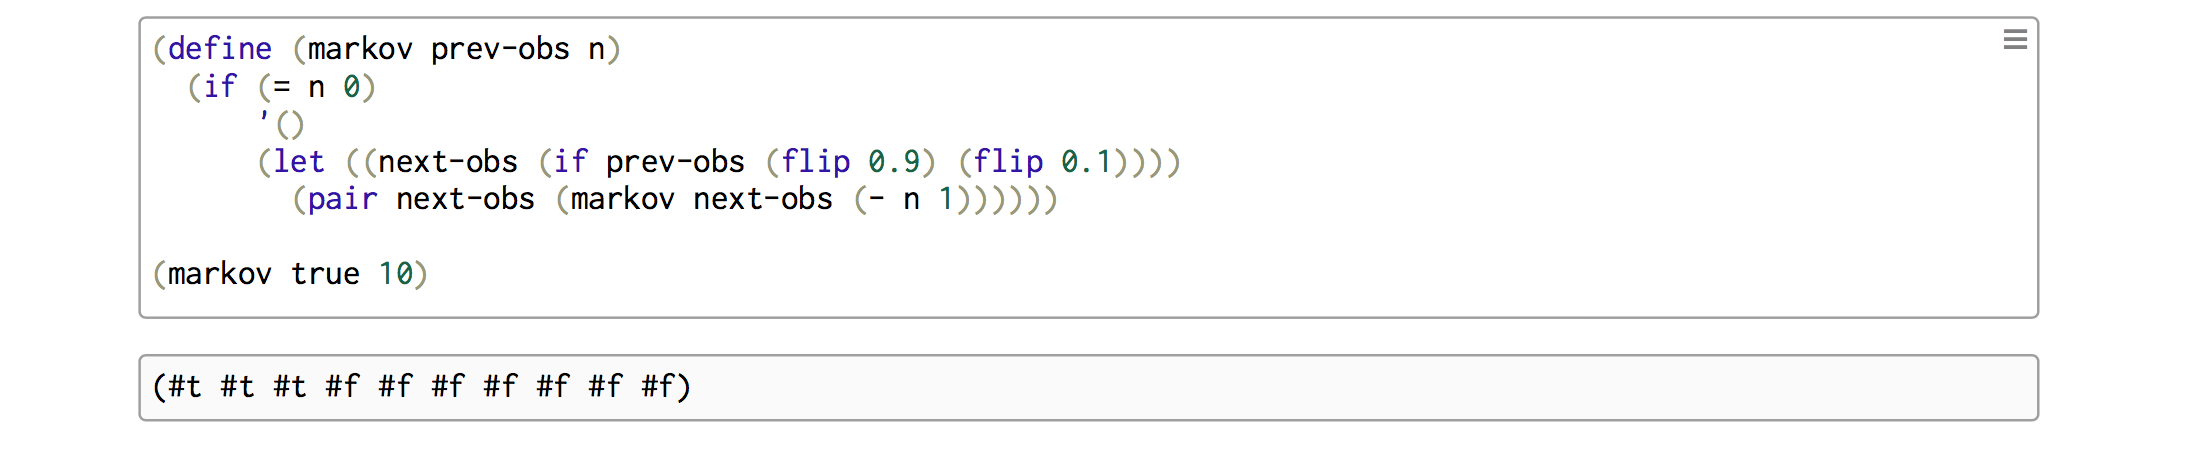 (define (markov prev-obs n)
  (if (= n 0)
      '()
      (let ((next-obs (if prev-obs (flip 0.9) (flip 0.1))))
        (pair next-obs (markov next-obs (- n 1))))))
(markov true 10)
(#t #t #t #f #f #f #f #f #f #f)